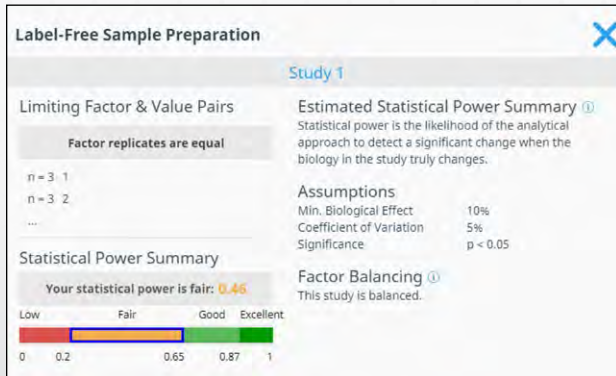 Label-Free Sample Preparation
Study 1
Limiting Factor & Value Pairs
Factor replicates are equal
n = 3 1
n = 3 2
...
Statistical Power Summary
Your statistical power is fair: 0.46
Low Fair Good Excellent
0 0.2 0.65 0.87 1
Estimated Statistical Power Summary ⓘ
Statistical power is the likelihood of the analytical
approach to detect a significant change when the
biology in the study truly changes.
Assumptions
Min. Biological Effect 10%
Coefficient of Variation 5%
Significance p < 0.05
Factor Balancing ⓘ
This study is balanced.